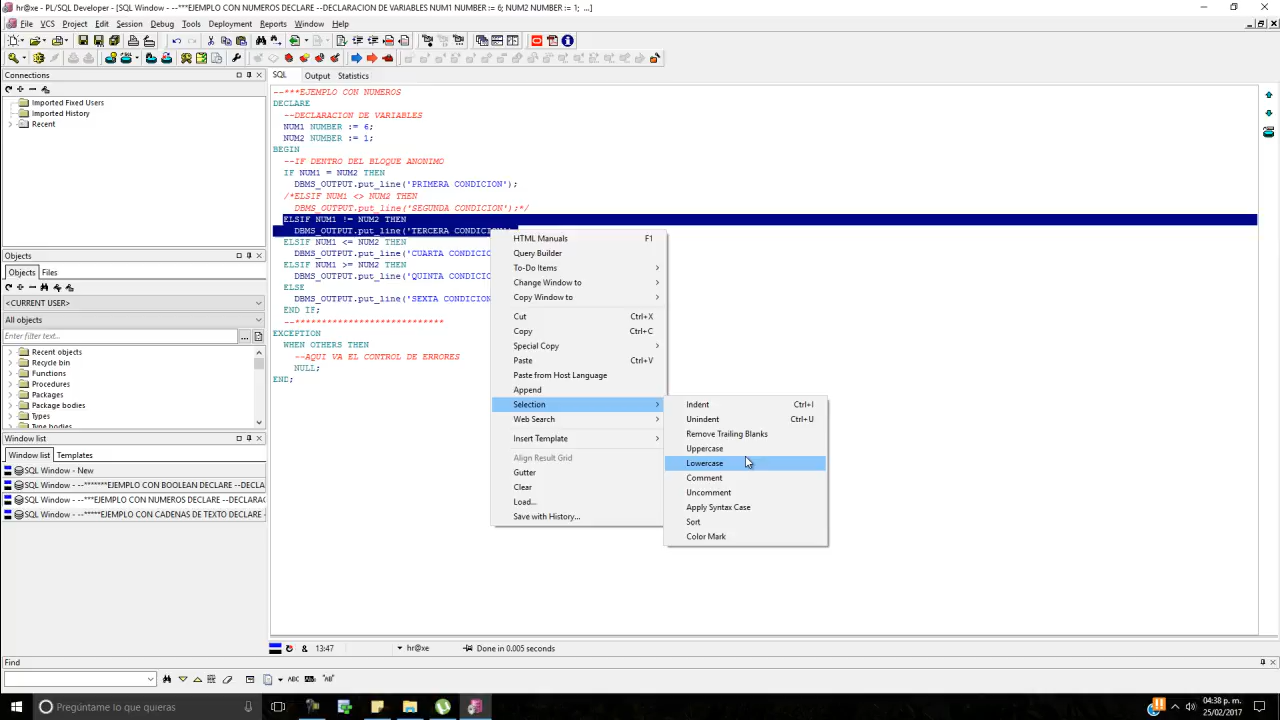 hr@xe - PL/SQL Developer - [SQL Window - --***EJEMPLO CON NUMEROS DECLARE --DECLARACION DE VARIABLES NUM1 NUMBER := 6; NUM2 NUMBER := 1; ...]
File VCS Project Edit Session Debug Tools Deployment Reports Window Help
Connections
Imported Fixed Users
Imported History
Recent
Objects
Objects Files
<CURRENT USER>
All objects
Enter filter text...
Recent objects
Recycle bin
Functions
Procedures
Packages
Package bodies
Types
Type bodies
Window list
Window list Templates
SQL Window - New
SQL Window - --*******EJEMPLO CON BOOLEAN DECLARE --DECLA
SQL Window - --***EJEMPLO CON NUMEROS DECLARE --DECLARA
SQL Window - --*****EJEMPLO CON CADENAS DE TEXTO DECLARE -
SQL Output Statistics
--***EJEMPLO CON NUMEROS
DECLARE
--DECLARACION DE VARIABLES
NUM1 NUMBER := 6;
NUM2 NUMBER := 1;
BEGIN
--IF DENTRO DEL BLOQUE ANONIMO
IF NUM1 = NUM2 THEN
DBMS_OUTPUT.put_line('PRIMERA CONDICION');
/*ELSIF NUM1 <> NUM2 THEN
DBMS_OUTPUT.put_line('SEGUNDA CONDICION');*/
ELSIF NUM1 != NUM2 THEN
DBMS_OUTPUT.put_line('TERCERA CONDICION');
ELSIF NUM1 <= NUM2 THEN
DBMS_OUTPUT.put_line('CUARTA CONDICIO
ELSIF NUM1 >= NUM2 THEN
DBMS_OUTPUT.put_line('QUINTA CONDICIO
ELSE
DBMS_OUTPUT.put_line('SEXTA CONDICION
END IF;
--***************************
EXCEPTION
WHEN OTHERS THEN
--AQUI VA EL CONTROL DE ERRORES
NULL;
END;
HTML Manuals F1
Query Builder
To-Do Items
Change Window to
Copy Window to
Cut Ctrl+X
Copy Ctrl+C
Special Copy
Paste Ctrl+V
Paste from Host Language
Append
Selection
Web Search
Insert Template
Align Result Grid
Gutter
Clear
Load...
Save with History...
Indent Ctrl+I
Unindent Ctrl+U
Remove Trailing Blanks
Uppercase
Lowercase
Comment
Uncomment
Apply Syntax Case
Sort
Color Mark
& 13:47 hr@xe Done in 0.005 seconds
Find
ABC "AB"
Pregúntame lo que quieras
04:38 p. m.
25/02/2017